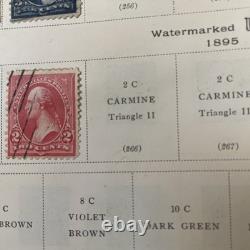 (256)
(261)
Watermarked
1895
2 C
CARMINE
Triangle II
(266)
2 C
CARMINE
Triangle II
(267)
TWO CENTS
8 C
VIOLET
BROWN
BROWN
10 C
DARK GREEN